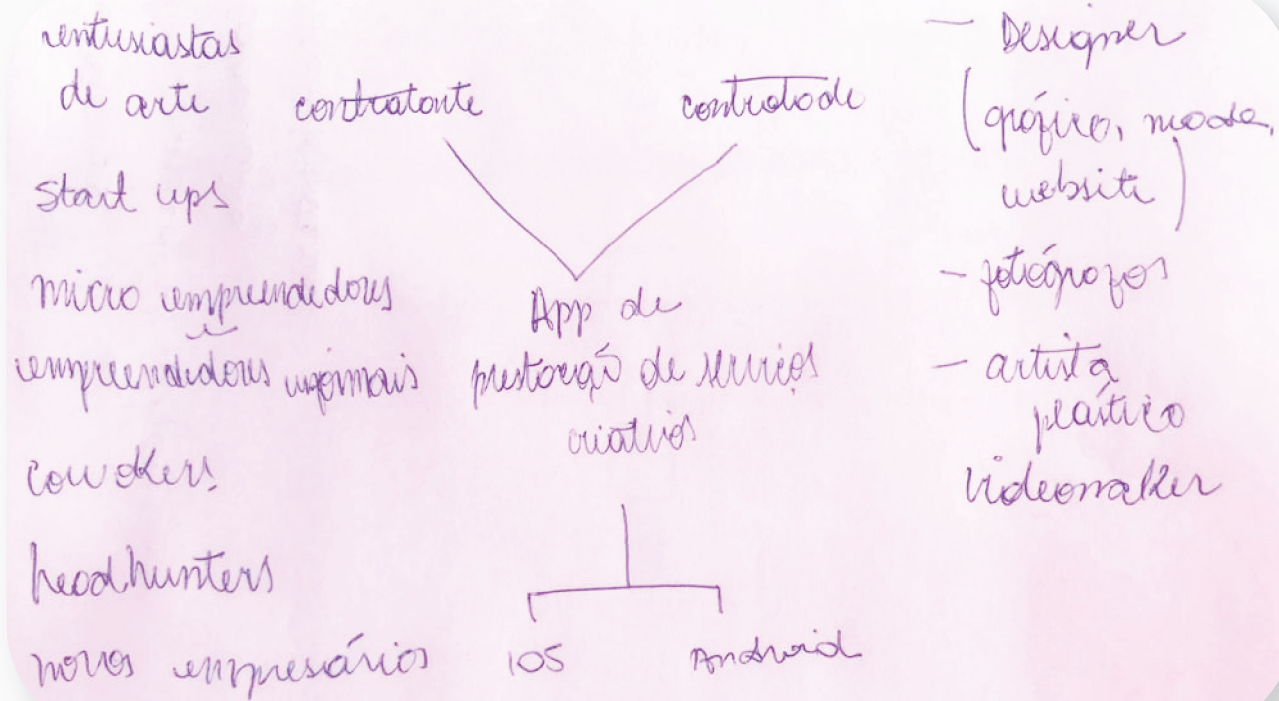 entusiastas
de arte
start ups
micro empreendedores
empreendedores informais
coworkers
headhunters
novos empresários
contratante
contratado
App de
prestação de serviços
criativos
IOS
Android
- Designer
(gráfico, moda,
website)
- fotógrafos
- artista
plástico
videomaker